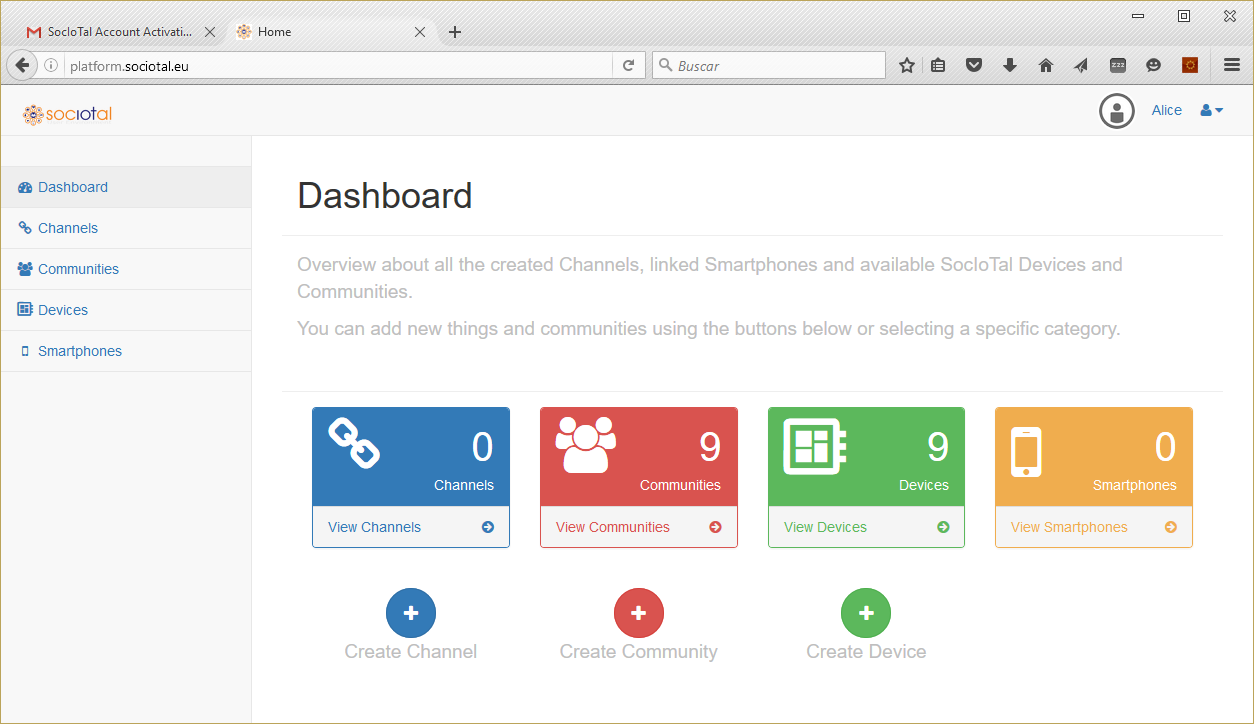 SocIoTal Account Activati...
Home
platform.sociotal.eu
Buscar
zzz
sociotal
Alice
Dashboard
Channels
Communities
Devices
Smartphones
Dashboard
Overview about all the created Channels, linked Smartphones and available SocIoTal Devices and
Communities.
You can add new things and communities using the buttons below or selecting a specific category.
0
Channels
View Channels
9
Communities
View Communities
9
Devices
View Devices
0
Smartphones
View Smartphones
Create Channel
Create Community
Create Device